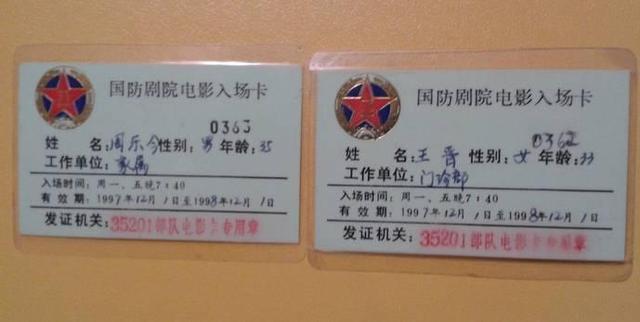 国防剧院电影入场卡
0363
姓 名:周乐今性别:男年龄:35
工作单位:家属
入场时间:周一、五晚7:40
有效期:1997年12月1日至1998年12月1日
发证机关:35201部队电影卡专用章
国防剧院电影入场卡
0362
姓 名:王晋 性别:女年龄:33
工作单位:门诊部
入场时间:周一、五晚7:40
有效期:1997年12月1日至1998年12月1日
发证机关:35201部队电影卡专用章